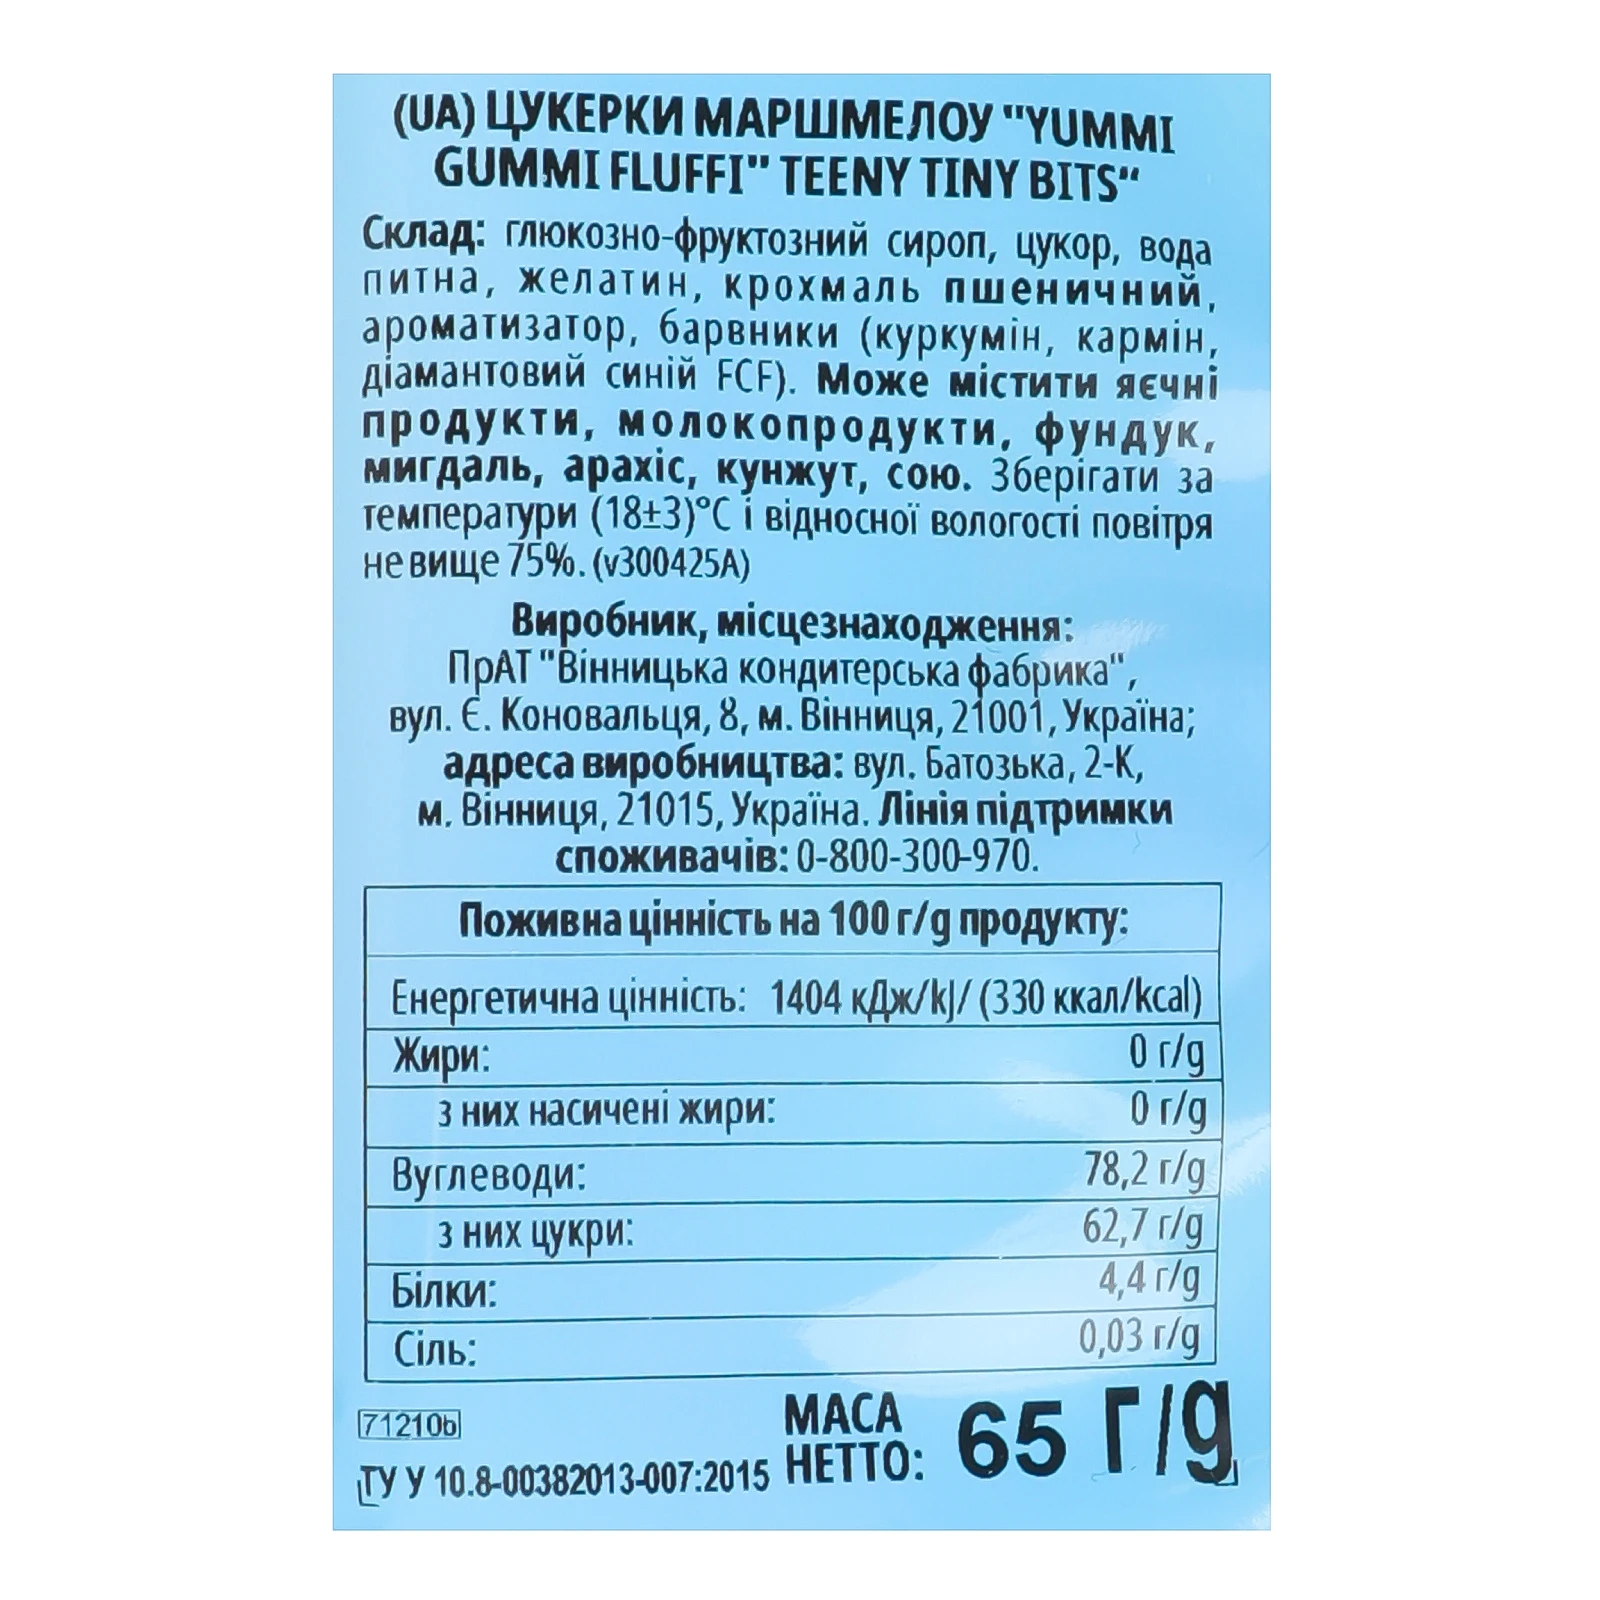 (UA) ЦУКЕРКИ МАРШМЕЛОУ "YUMMI
GUMMI FLUFFI" TEENY TINY BITS"
Склад: глюкозно-фруктозний сироп, цукор, вода
питна, желатин, крохмаль пшеничний,
ароматизатор, барвники (куркумін, кармін,
діамантовий синій FCF). Може містити яєчні
продукти, молокопродукти, фундук,
мигдаль, арахіс, кунжут, сою. Зберігати за
температури (18±3)°C і відносної вологості повітря
не вище 75%. (v300425A)
Виробник, місцезнаходження:
ПрАТ "Вінницька кондитерська фабрика",
вул. Є. Коновальця, 8, м. Вінниця, 21001, Україна;
адреса виробництва: вул. Батозька, 2-К,
м. Вінниця, 21015, Україна. Лінія підтримки
споживачів: 0-800-300-970.
Поживна цінність на 100 г/g продукту:
Енергетична цінність: 1404 кДж/kJ/ (330 ккал/kcal)
Жири: 0 г/g
з них насичені жири: 0 г/g
Вуглеводи: 78,2 г/g
з них цукри: 62,7 г/g
Білки: 4,4 г/g
Сіль: 0,03 г/g
71210b
ТУ У 10.8-00382013-007:2015
МАСА
НЕТТО: 65 г/g